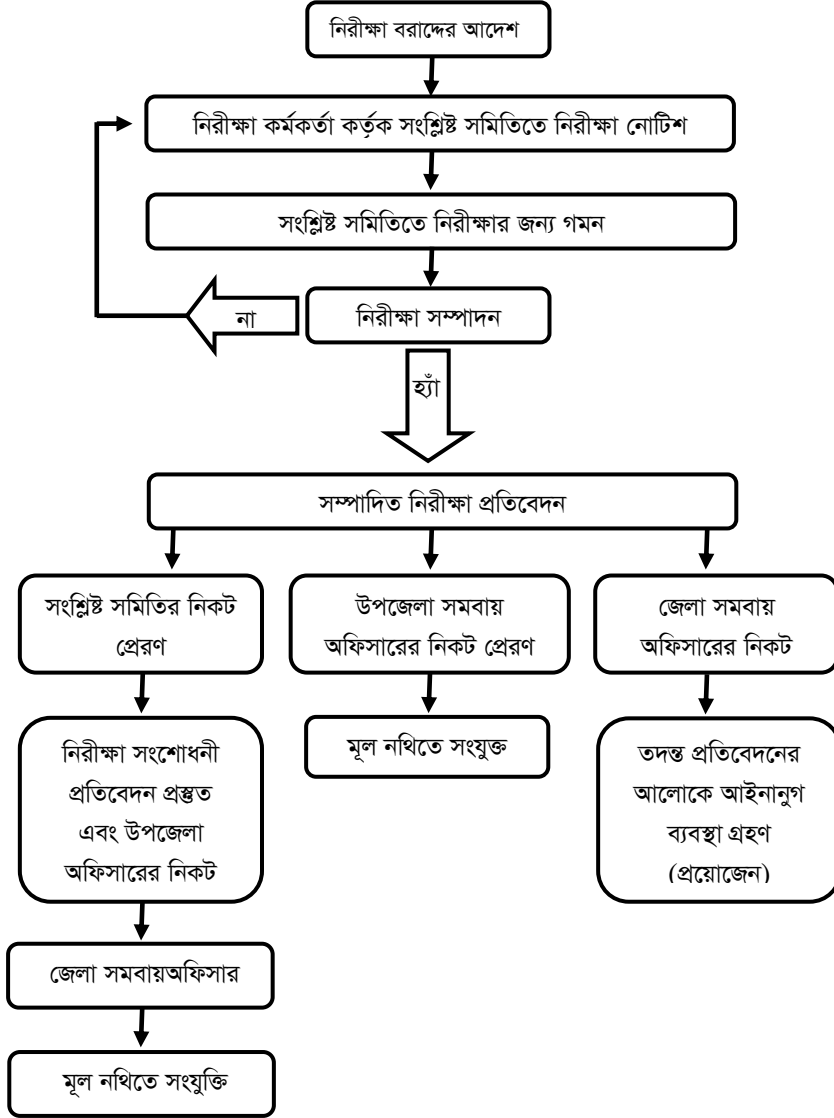 নিরীক্ষা বরাদ্দের আদেশ
নিরীক্ষা কর্মকর্তা কর্তৃক সংশ্লিষ্ট সমিতিতে নিরীক্ষা নোটিশ
সংশ্লিষ্ট সমিতিতে নিরীক্ষার জন্য গমন
না
নিরীক্ষা সম্পাদন
হ্যাঁ
সম্পাদিত নিরীক্ষা প্রতিবেদন
সংশ্লিষ্ট সমিতির নিকট
প্রেরণ
উপজেলা সমবায়
অফিসারের নিকট প্রেরণ
জেলা সমবায়
অফিসারের নিকট
নিরীক্ষা সংশোধনী
প্রতিবেদন প্রস্তুত
এবং উপজেলা
অফিসারের নিকট
মূল নথিতে সংযুক্ত
তদন্ত প্রতিবেদনের
আলোকে আইনানুগ
ব্যবস্থা গ্রহণ
(প্রয়োজেন)
জেলা সমবায়অফিসার
মূল নথিতে সংযুক্তি